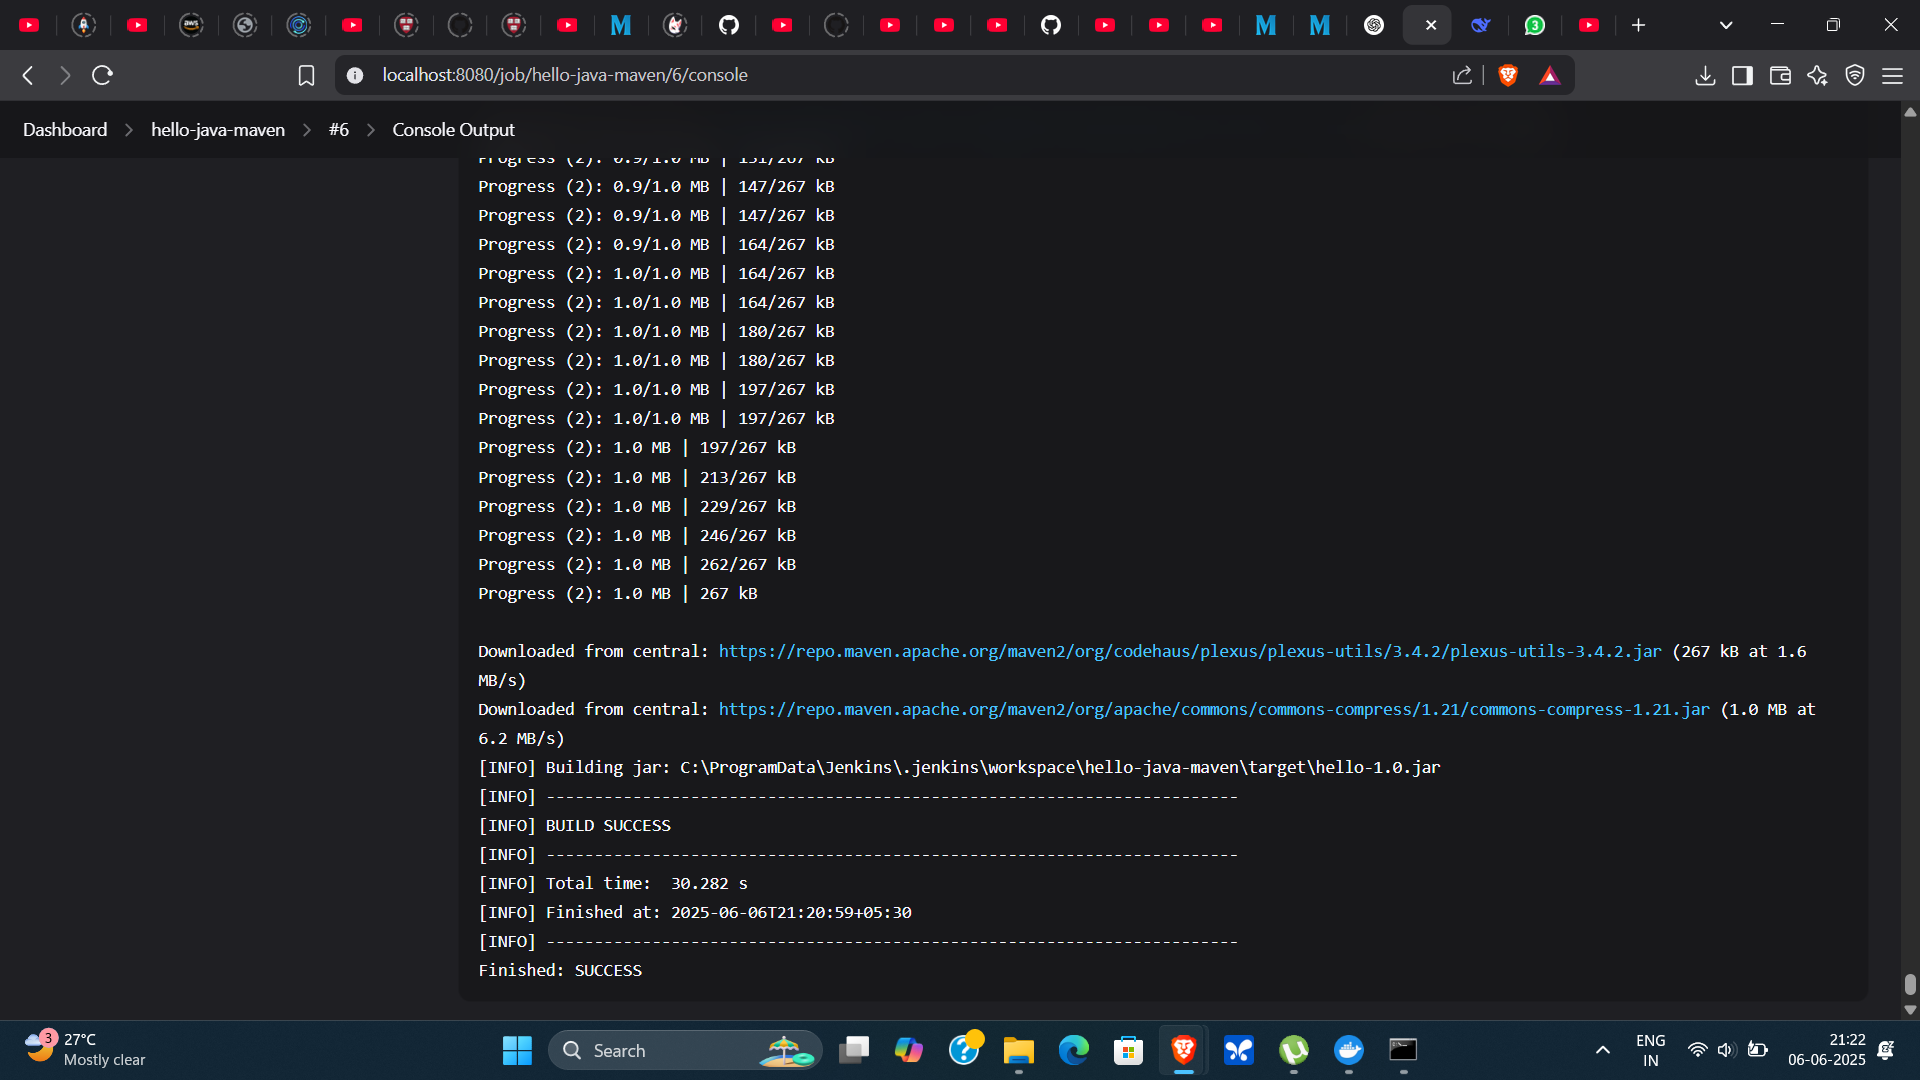 3
localhost:8080/job/hello-java-maven/6/console
Dashboard > hello-java-maven > #6 > Console Output
Progress (2): 0.9/1.0 MB | 131/267 kB
Progress (2): 0.9/1.0 MB | 147/267 kB
Progress (2): 0.9/1.0 MB | 147/267 kB
Progress (2): 0.9/1.0 MB | 164/267 kB
Progress (2): 1.0/1.0 MB | 164/267 kB
Progress (2): 1.0/1.0 MB | 164/267 kB
Progress (2): 1.0/1.0 MB | 180/267 kB
Progress (2): 1.0/1.0 MB | 180/267 kB
Progress (2): 1.0/1.0 MB | 197/267 kB
Progress (2): 1.0/1.0 MB | 197/267 kB
Progress (2): 1.0 MB | 197/267 kB
Progress (2): 1.0 MB | 213/267 kB
Progress (2): 1.0 MB | 229/267 kB
Progress (2): 1.0 MB | 246/267 kB
Progress (2): 1.0 MB | 262/267 kB
Progress (2): 1.0 MB | 267 kB
Downloaded from central: https://repo.maven.apache.org/maven2/org/codehaus/plexus/plexus-utils/3.4.2/plexus-utils-3.4.2.jar (267 kB at 1.6
MB/s)
Downloaded from central: https://repo.maven.apache.org/maven2/org/apache/commons/commons-compress/1.21/commons-compress-1.21.jar (1.0 MB at
6.2 MB/s)
[INFO] Building jar: C:\ProgramData\Jenkins\.jenkins\workspace\hello-java-maven\target\hello-1.0.jar
[INFO] ------------------------------------------------------------------------
[INFO] BUILD SUCCESS
[INFO] ------------------------------------------------------------------------
[INFO] Total time:  30.282 s
[INFO] Finished at: 2025-06-06T21:20:59+05:30
[INFO] ------------------------------------------------------------------------
Finished: SUCCESS
3
27°C
Mostly clear
Search
ENG
IN
21:22
06-06-2025